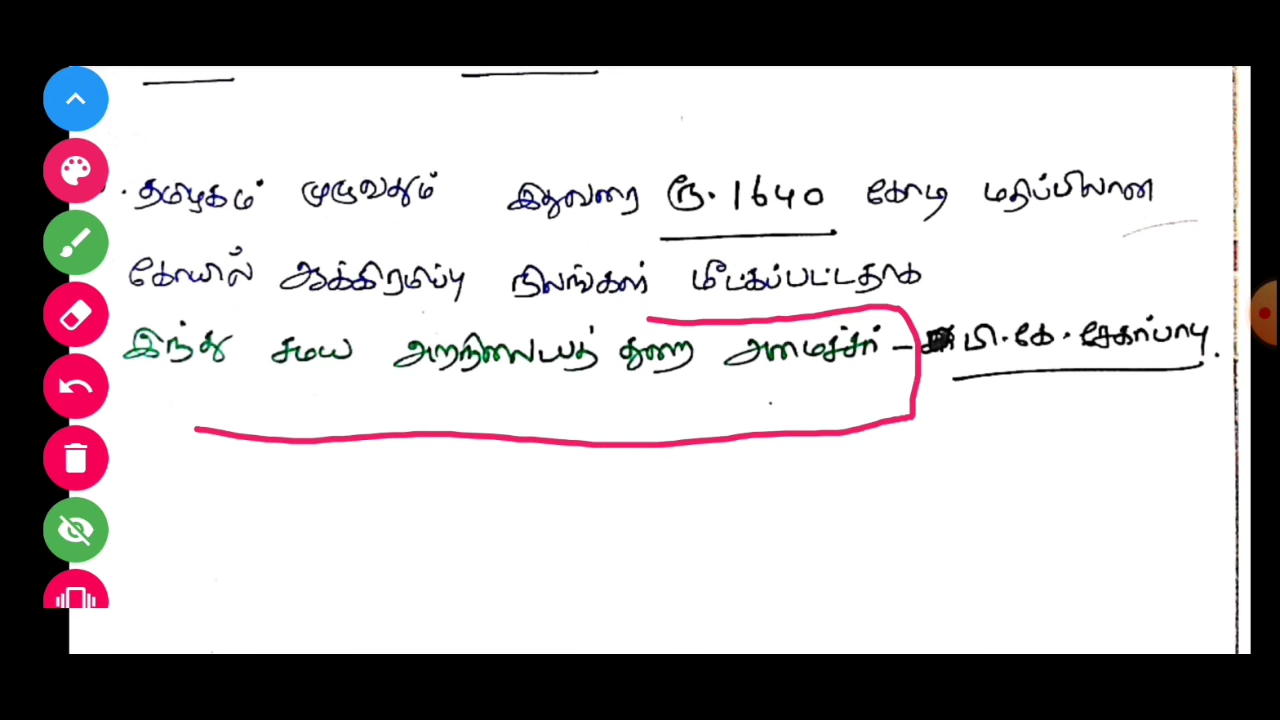 . தமிழகம் முழுவதும் இதுவரை ரூ. 1640 கோடி மதிப்பிலான
கோயில் ஆக்கிரமிப்பு நிலங்கள் மீட்கப்பட்டதாக
இந்து சமய அறநிலையத் துறை அமைச்சர் – பி. கே. சேகர்பாபு.